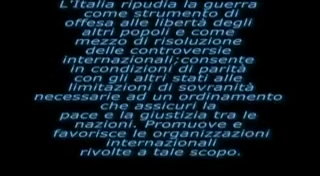 L'Italia ripudia la guerra
come strumento di
offesa alle libertà degli
altri popoli e come
mezzo di risoluzione
delle controversie
internazionali;consente
in condizioni di parità
con gli altri stati alle
limitazioni di sovranità
necessarie ad un ordinamento
che assicuri la
pace e la giustizia tra le
nazioni. Promuove e
favorisce le organizzazioni
internazionali
rivolte a tale scopo.